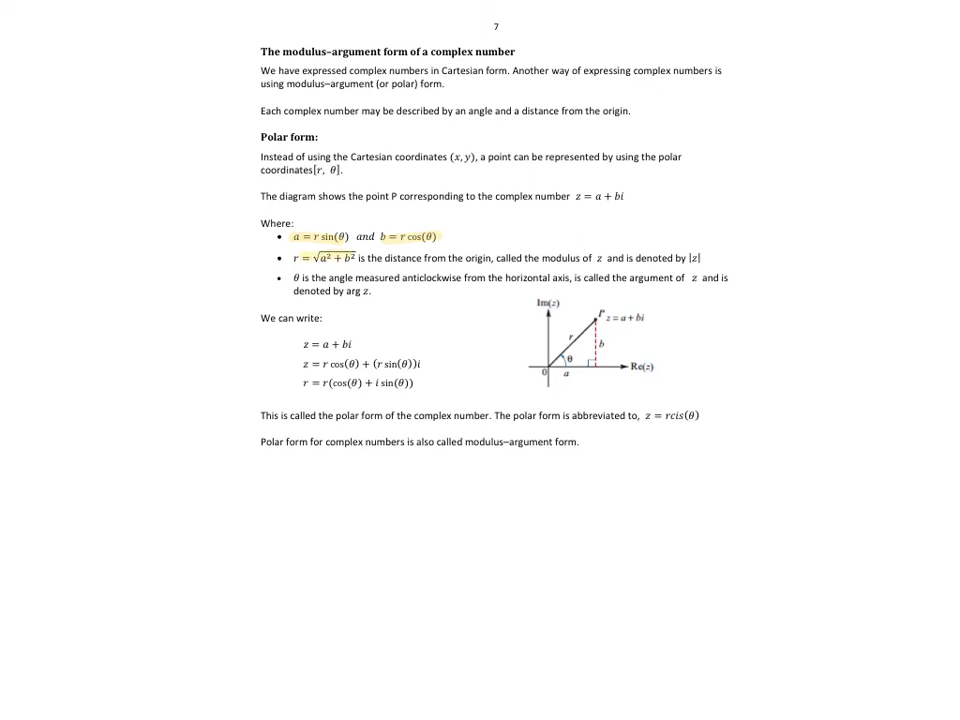 7
The modulus–argument form of a complex number
We have expressed complex numbers in Cartesian form. Another way of expressing complex numbers is
using modulus–argument (or polar) form.
Each complex number may be described by an angle and a distance from the origin.
Polar form:
Instead of using the Cartesian coordinates (x, y), a point can be represented by using the polar
coordinates[r, θ].
The diagram shows the point P corresponding to the complex number z = a + bi
Where:
• a = r sin(θ) and b = r cos(θ)
• r = √a² + b² is the distance from the origin, called the modulus of z and is denoted by |z|
• θ is the angle measured anticlockwise from the horizontal axis, is called the argument of z and is
denoted by arg z.
We can write:
z = a + bi
z = r cos(θ) + (r sin(θ))i
r = r(cos(θ) + i sin(θ))
Im(z)
P z = a + bi
r
b
θ
0
a
Re(z)
This is called the polar form of the complex number. The polar form is abbreviated to, z = rcis(θ)
Polar form for complex numbers is also called modulus–argument form.